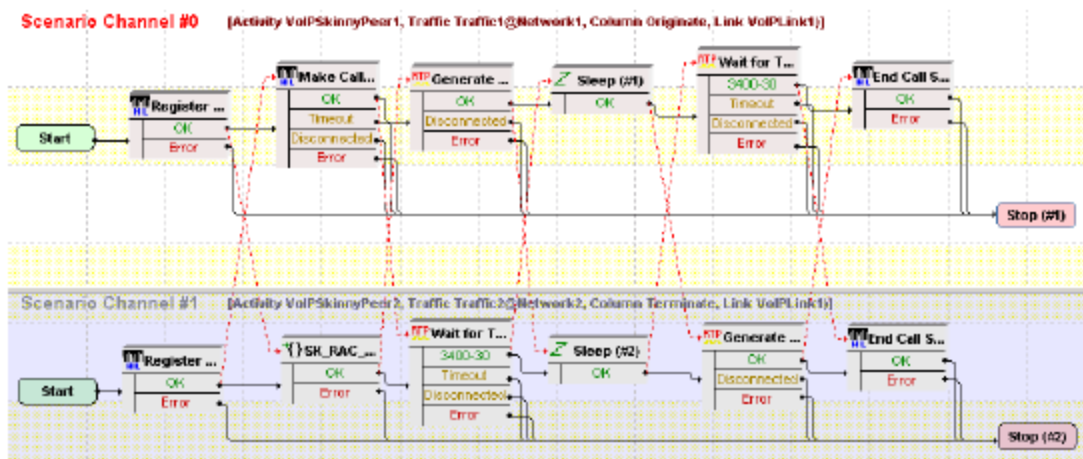 Scenario Channel #0 [Activity VoIPSkinnyPeer1, Traffic Traffic1@Network1, Column Originate, Link VoIPLink1)]
Start
Register ...
OK
Error
Make Call...
OK
Timeout
Disconnected
Error
RTP Generate ...
OK
Disconnected
Error
Sleep (#1)
OK
RTP Wait for T...
3400-30
Timeout
Disconnected
Error
End Call S...
OK
Error
Stop (#1)
Scenario Channel #1 [Activity VoIPSkinnyPeer2, Traffic Traffic2@Network2, Column Terminate, Link VoIPLink1)]
Start
Register ...
OK
Error
{}SK_RAC_...
OK
Error
RTP Wait for T...
3400-30
Timeout
Disconnected
Error
Sleep (#2)
OK
RTP Generate ...
OK
Disconnected
Error
End Call S...
OK
Error
Stop (#2)